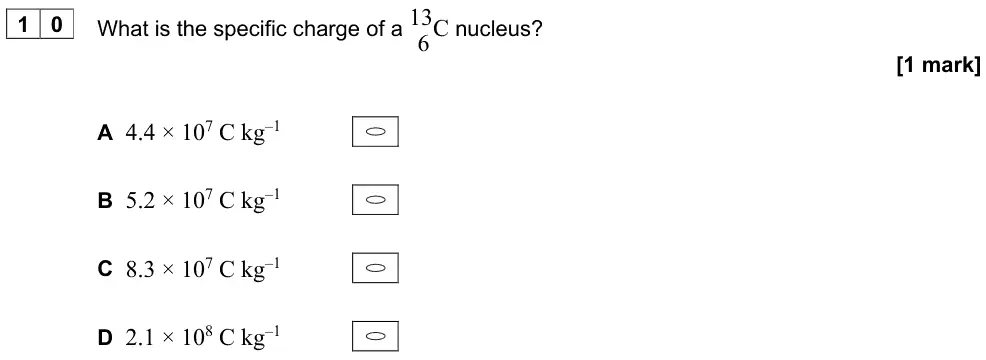 1 0 What is the specific charge of a ¹³₆C nucleus?
[1 mark]
A 4.4 × 10⁷ C kg⁻¹
B 5.2 × 10⁷ C kg⁻¹
C 8.3 × 10⁷ C kg⁻¹
D 2.1 × 10⁸ C kg⁻¹